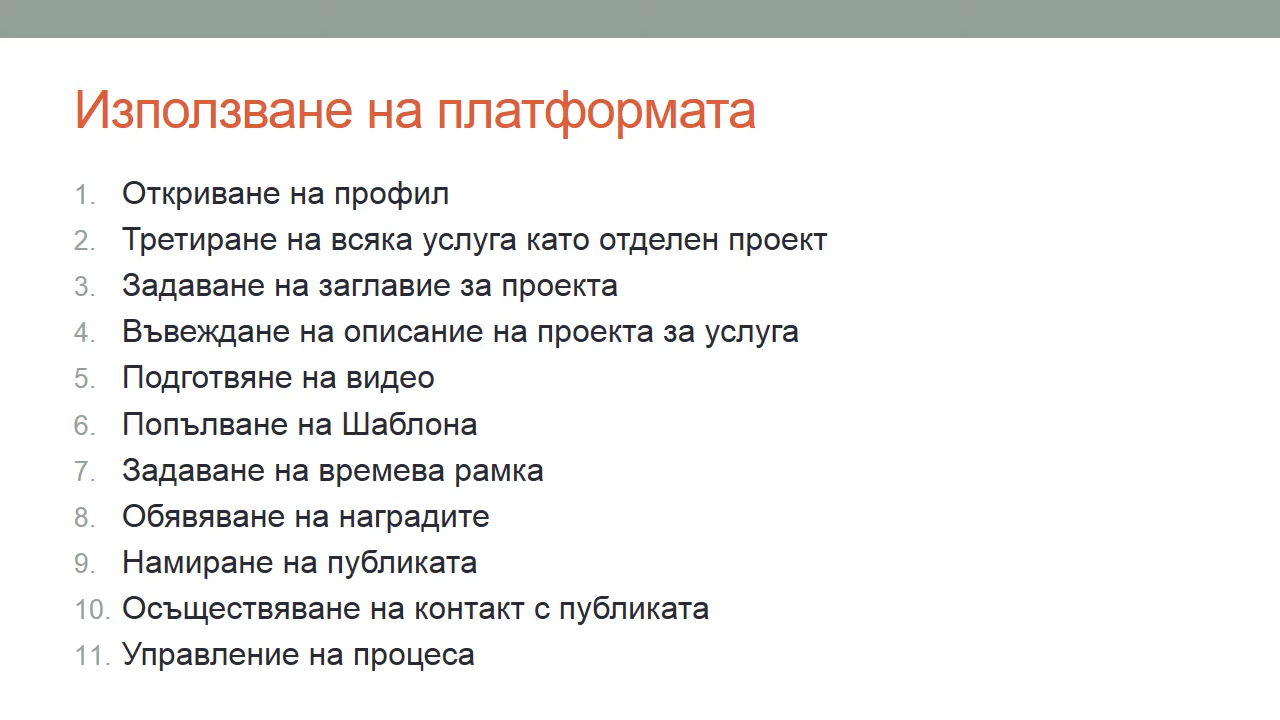 Използване на платформата
1. Откриване на профил
2. Третиране на всяка услуга като отделен проект
3. Задаване на заглавие за проекта
4. Въвеждане на описание на проекта за услуга
5. Подготвяне на видео
6. Попълване на Шаблона
7. Задаване на времева рамка
8. Обявяване на наградите
9. Намиране на публиката
10. Осъществяване на контакт с публиката
11. Управление на процеса